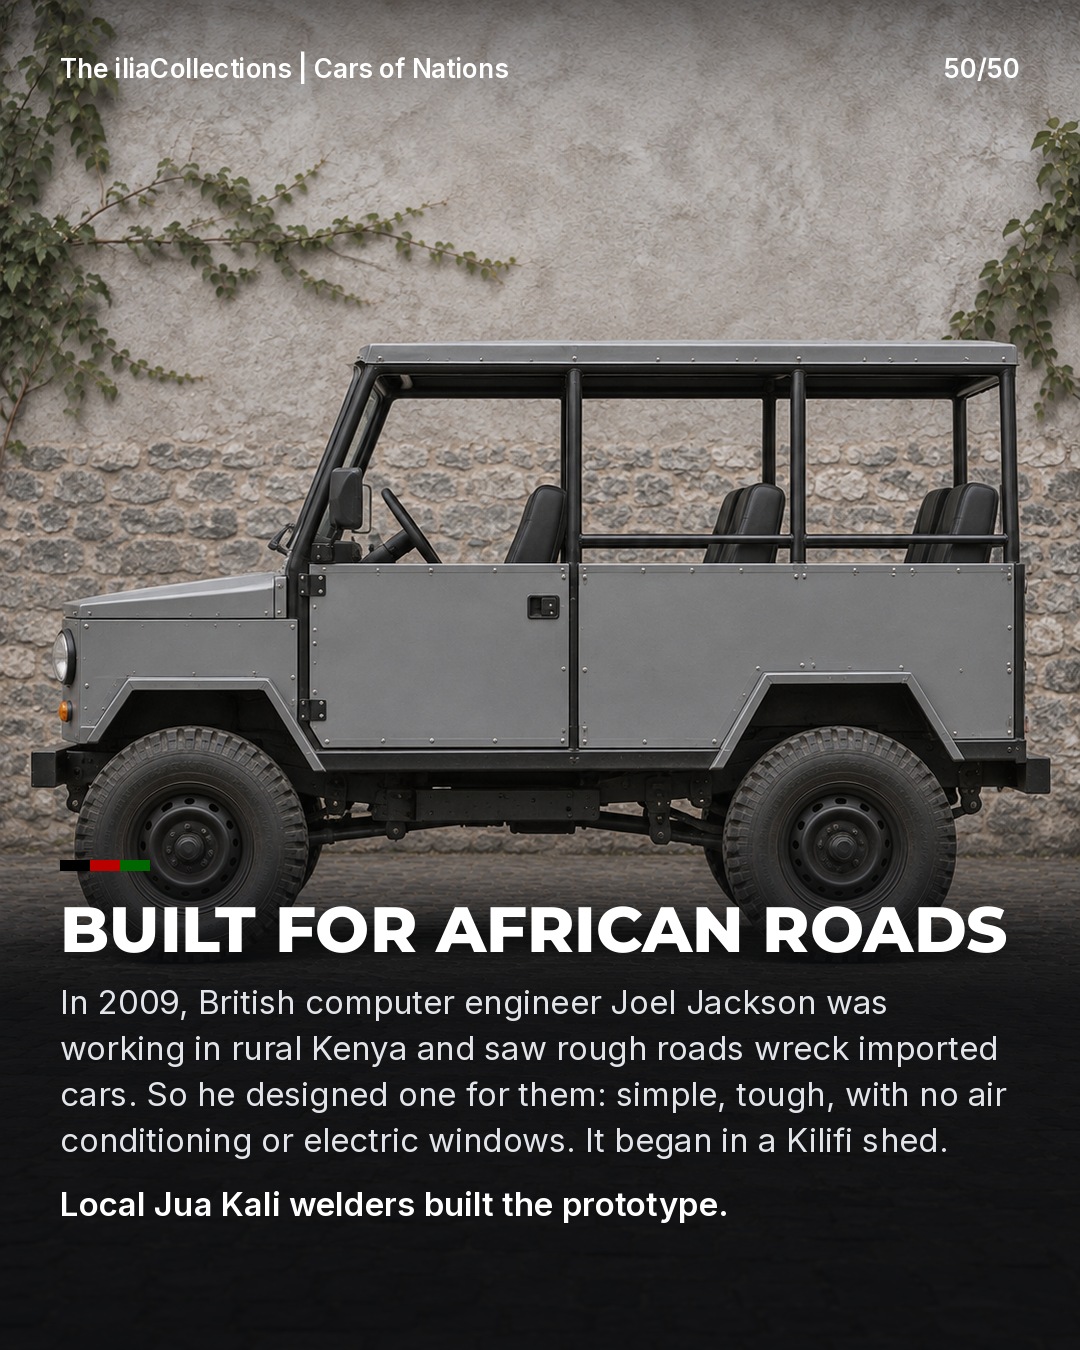 The iliaCollections | Cars of Nations
50/50
BUILT FOR AFRICAN ROADS
In 2009, British computer engineer Joel Jackson was
working in rural Kenya and saw rough roads wreck imported
cars. So he designed one for them: simple, tough, with no air
conditioning or electric windows. It began in a Kilifi shed.
Local Jua Kali welders built the prototype.